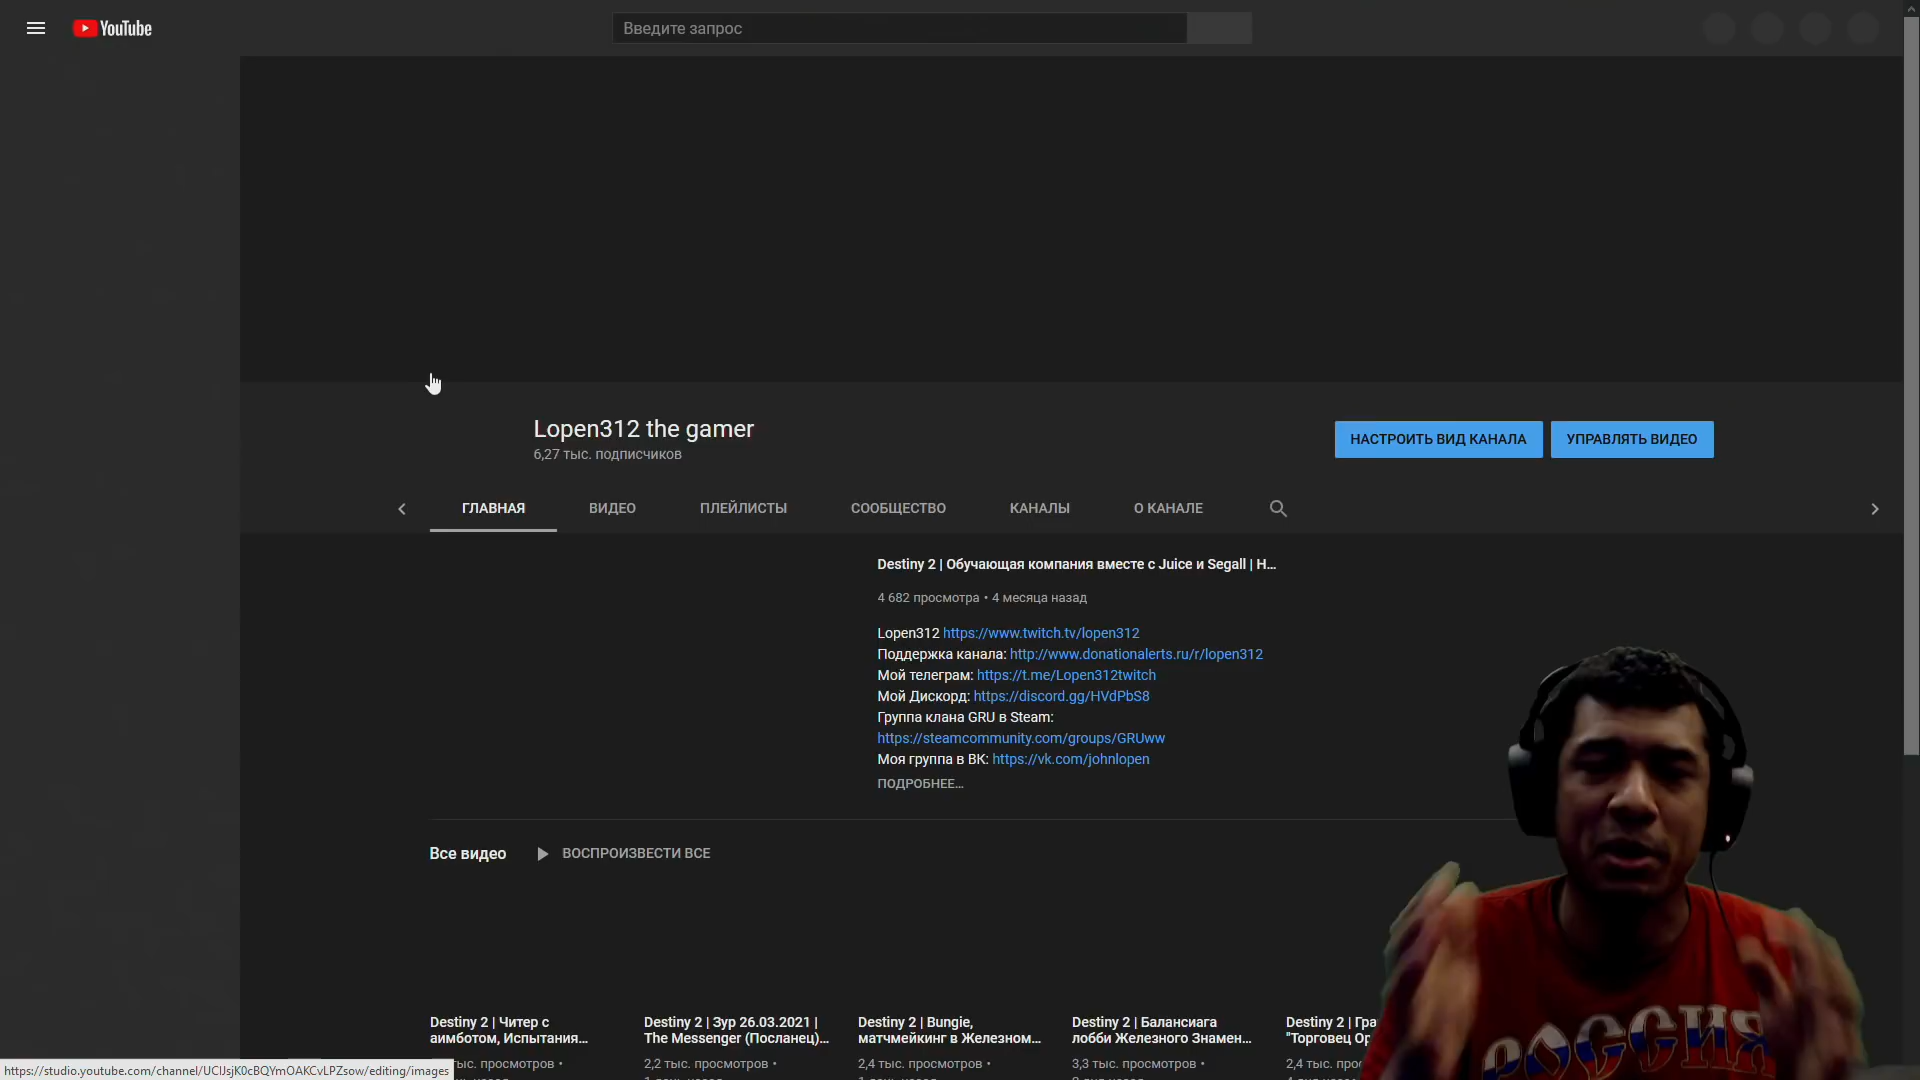 YouTube
Введите запрос
Lopen312 the gamer
6,27 тыс. подписчиков
НАСТРОИТЬ ВИД КАНАЛА
УПРАВЛЯТЬ ВИДЕО
ГЛАВНАЯ
ВИДЕО
ПЛЕЙЛИСТЫ
СООБЩЕСТВО
КАНАЛЫ
О КАНАЛЕ
Destiny 2 | Обучающая компания вместе с Juice и Segall | Н...
4 682 просмотра • 4 месяца назад
Lopen312 https://www.twitch.tv/lopen312
Поддержка канала: http://www.donationalerts.ru/r/lopen312
Мой телеграм: https://t.me/Lopen312twitch
Мой Дискорд: https://discord.gg/HVdPbS8
Группа клана GRU в Steam:
https://steamcommunity.com/groups/GRUww
Моя группа в ВК: https://vk.com/johnlopen
ПОДРОБНЕЕ...
Все видео
ВОСПРОИЗВЕСТИ ВСЕ
Destiny 2 | Читер с
аимботом, Испытания...
тыс. просмотров •
Destiny 2 | Зур 26.03.2021 |
The Messenger (Посланец)...
2,2 тыс. просмотров •
Destiny 2 | Bungie,
матчмейкинг в Железном...
2,4 тыс. просмотров •
Destiny 2 | Балансиага
лобби Железного Знамен...
3,3 тыс. просмотров •
Destiny 2 | Гра
"Торговец Ор
2,4 тыс. про
РОССИЯ
https://studio.youtube.com/channel/UCIJsjK0cBQYmOAKCvLPZsow/editing/images